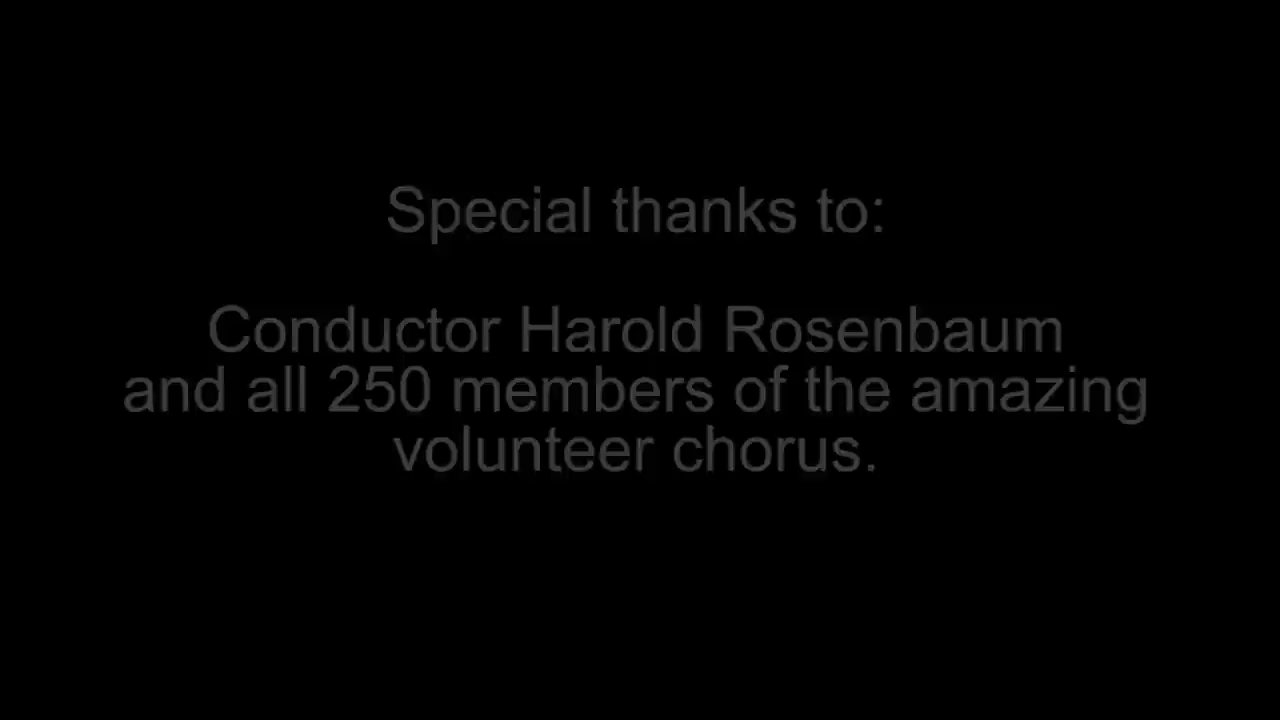 Special thanks to:
Conductor Harold Rosenbaum
and all 250 members of the amazing
volunteer chorus.